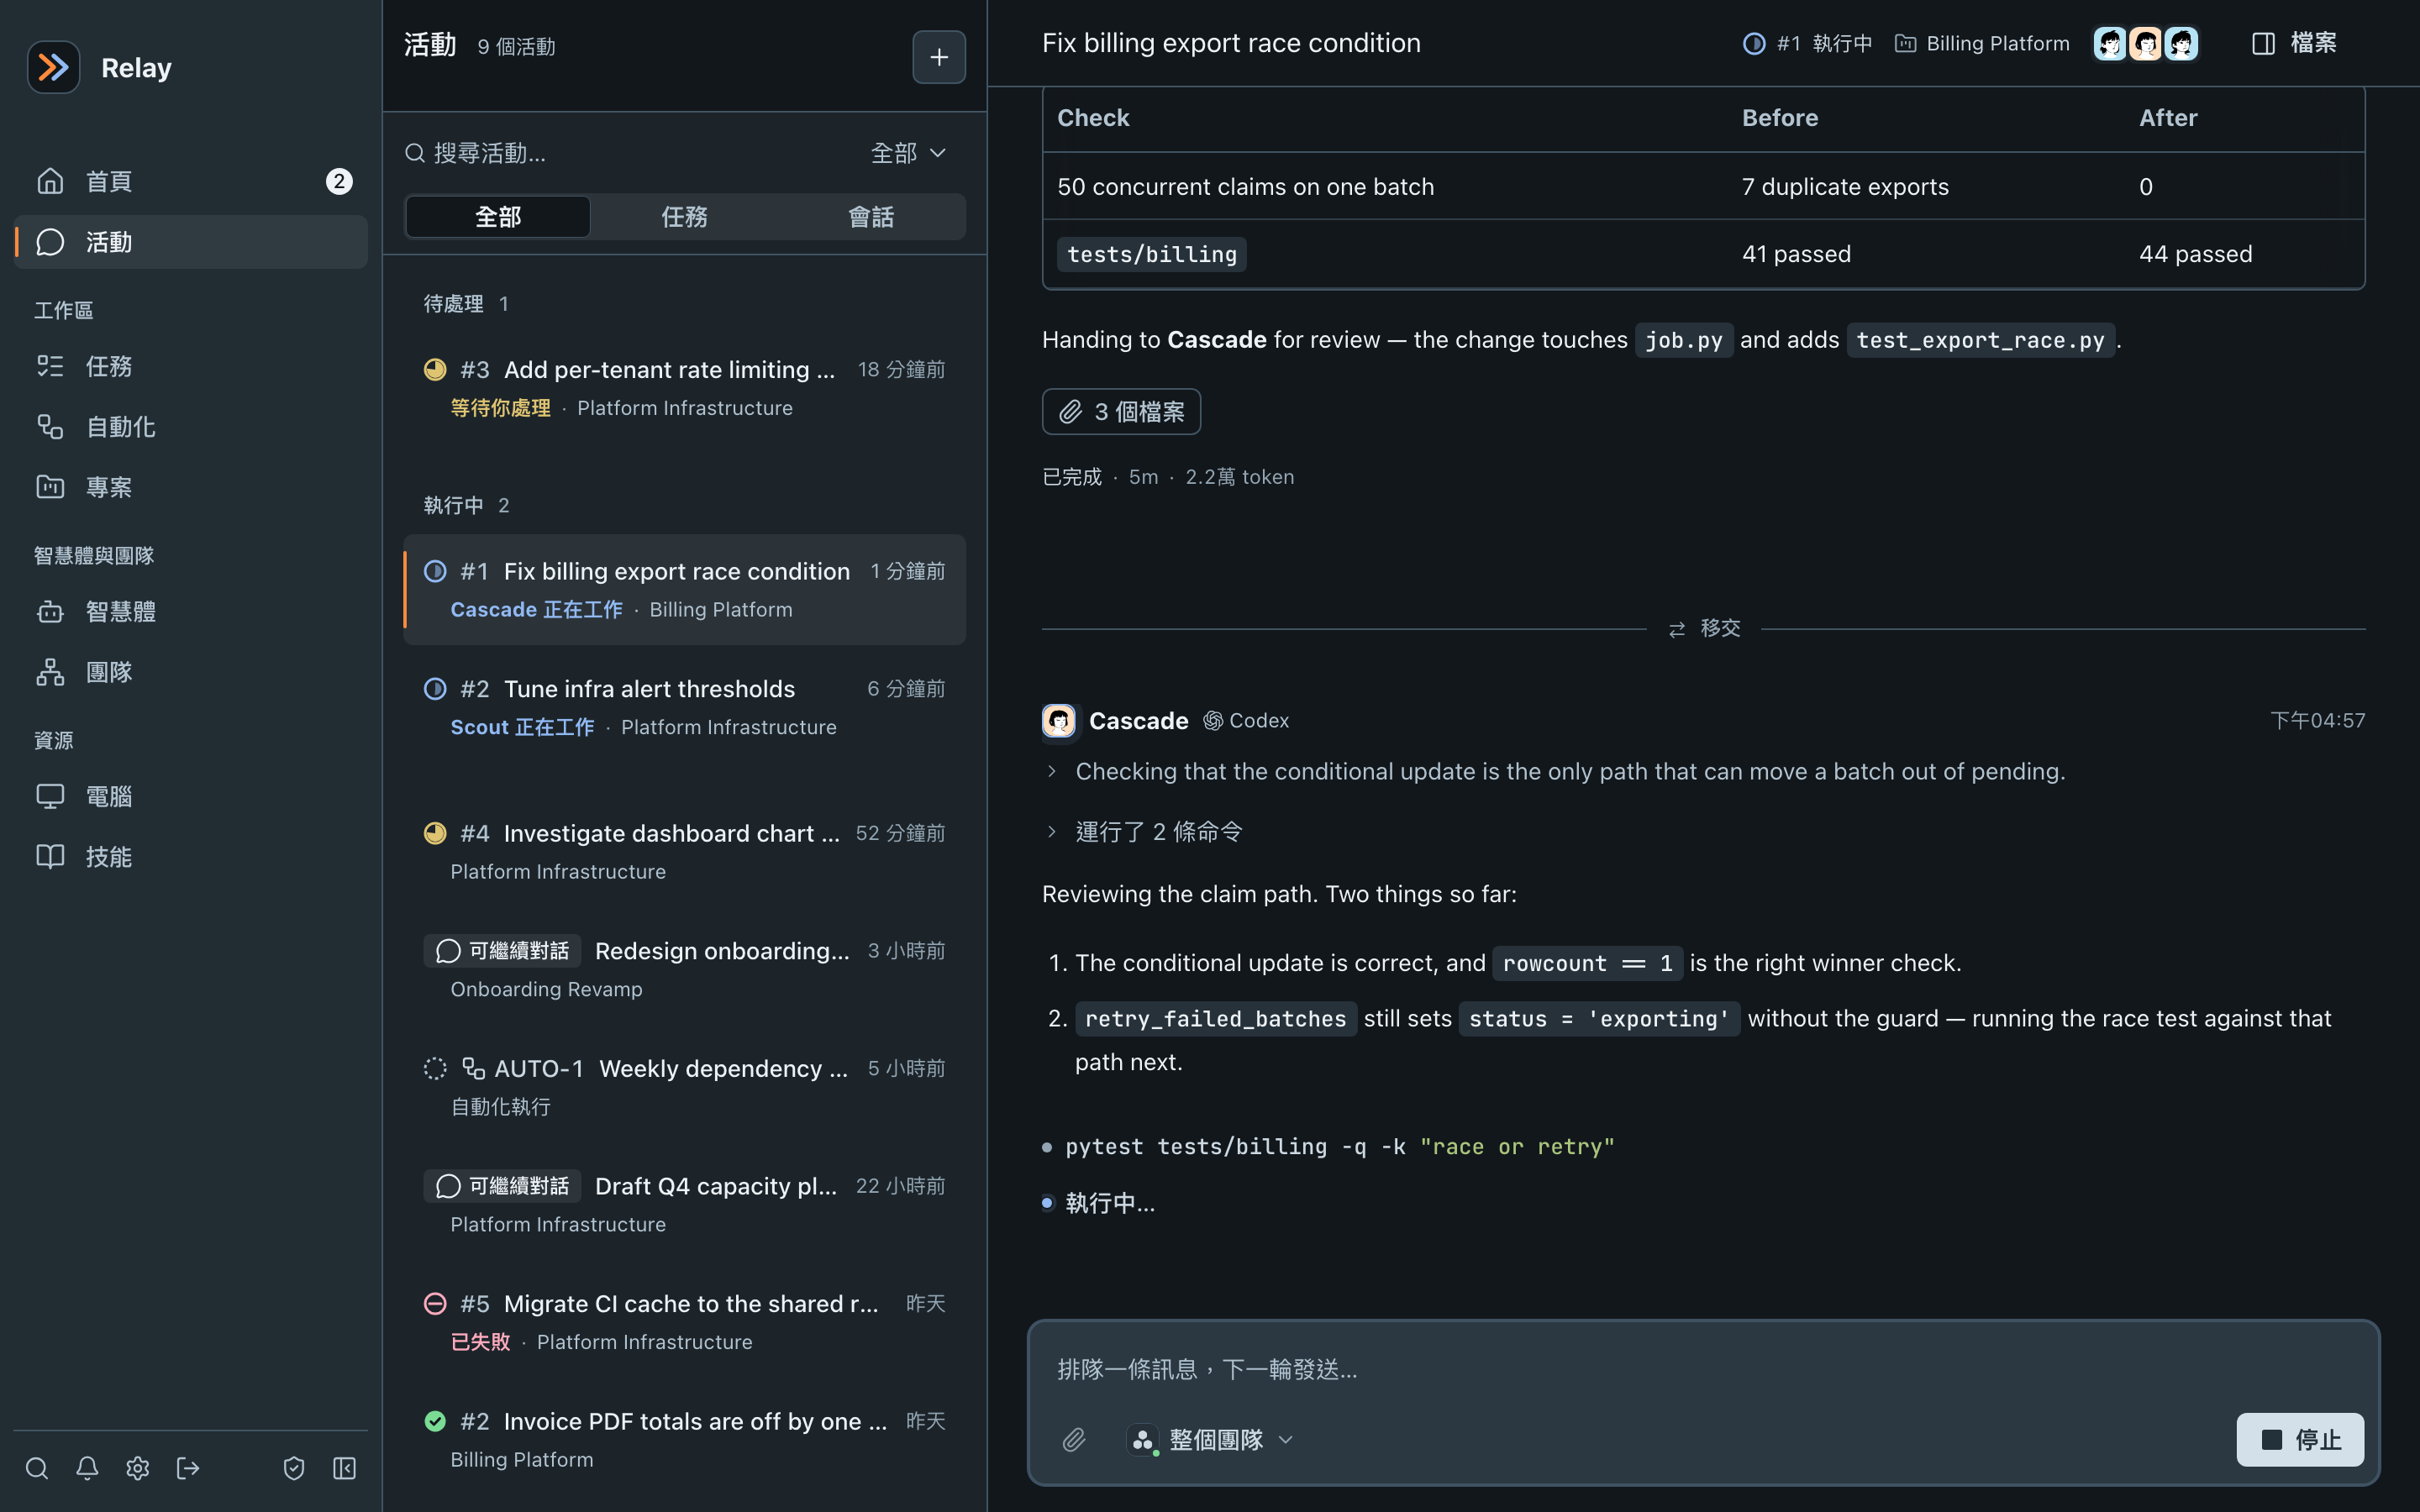 Relay
首頁
2
活動
工作區
任務
自動化
專案
智慧體與團隊
智慧體
團隊
資源
電腦
技能
活動 9 個活動
搜尋活動...
全部
全部 任務 會話
待處理 1
#3 Add per-tenant rate limiting ... 18 分鐘前
等待你處理 · Platform Infrastructure
執行中 2
#1 Fix billing export race condition 1 分鐘前
Cascade 正在工作 · Billing Platform
#2 Tune infra alert thresholds 6 分鐘前
Scout 正在工作 · Platform Infrastructure
#4 Investigate dashboard chart ... 52 分鐘前
Platform Infrastructure
可繼續對話 Redesign onboarding... 3 小時前
Onboarding Revamp
AUTO-1 Weekly dependency ... 5 小時前
自動化執行
可繼續對話 Draft Q4 capacity pl... 22 小時前
Platform Infrastructure
#5 Migrate CI cache to the shared r... 昨天
已失敗 · Platform Infrastructure
#2 Invoice PDF totals are off by one ... 昨天
Billing Platform
Fix billing export race condition
#1 執行中 Billing Platform
檔案
Check Before After
50 concurrent claims on one batch 7 duplicate exports 0
tests/billing 41 passed 44 passed
Handing to Cascade for review — the change touches job.py and adds test_export_race.py.
3 個檔案
已完成 · 5m · 2.2萬 token
移交
Cascade Codex 下午04:57
Checking that the conditional update is the only path that can move a batch out of pending.
運行了 2 條命令
Reviewing the claim path. Two things so far:
1. The conditional update is correct, and rowcount == 1 is the right winner check.
2. retry_failed_batches still sets status = 'exporting' without the guard — running the race test against that
path next.
pytest tests/billing -q -k "race or retry"
執行中...
排隊一條訊息，下一輪發送...
整個團隊
停止